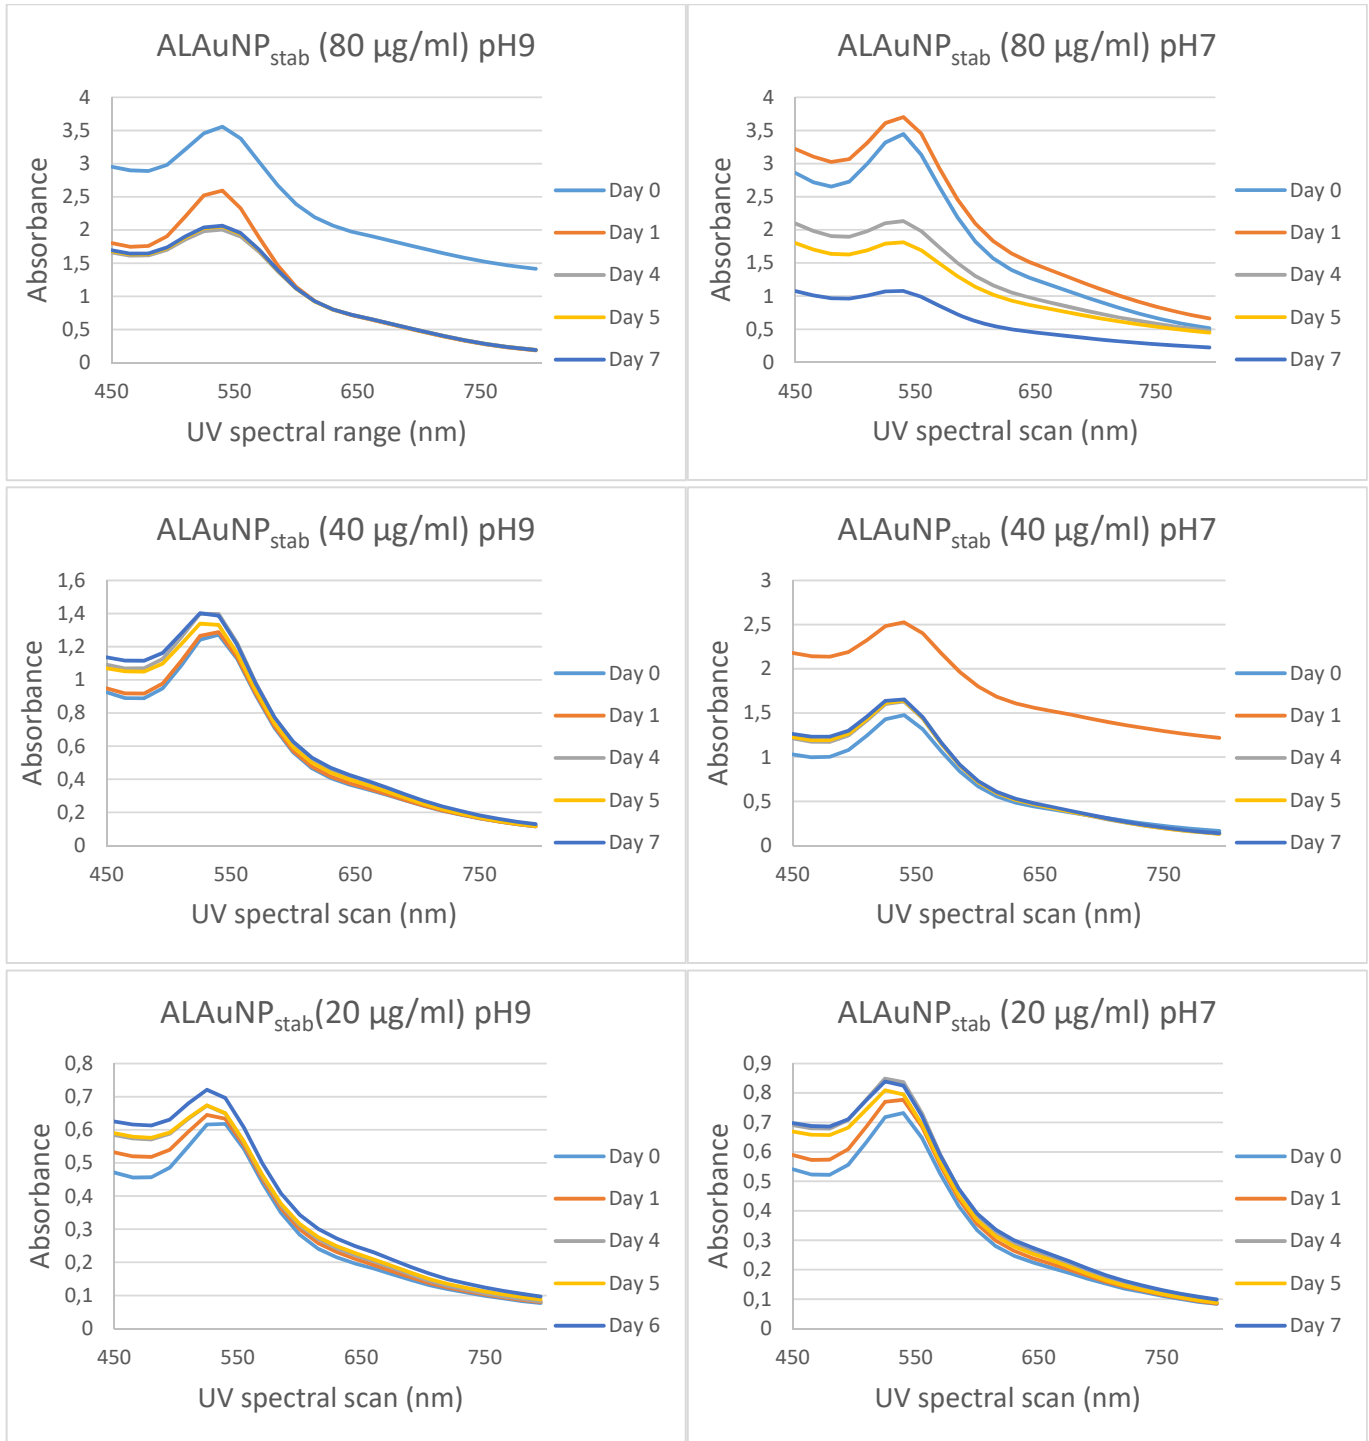 ALAuNPstab (80 µg/ml) pH9
Absorbance
4
3,5
3
2,5
2
1,5
1
0,5
0
450 550 650 750
UV spectral range (nm)
Day 0
Day 1
Day 4
Day 5
Day 7
ALAuNPstab (80 µg/ml) pH7
Absorbance
4
3,5
3
2,5
2
1,5
1
0,5
0
450 550 650 750
UV spectral scan (nm)
Day 0
Day 1
Day 4
Day 5
Day 7
ALAuNPstab (40 µg/ml) pH9
Absorbance
1,6
1,4
1,2
1
0,8
0,6
0,4
0,2
0
450 550 650 750
UV spectral scan (nm)
Day 0
Day 1
Day 4
Day 5
Day 7
ALAuNPstab (40 µg/ml) pH7
Absorbance
3
2,5
2
1,5
1
0,5
0
450 550 650 750
UV spectral scan (nm)
Day 0
Day 1
Day 4
Day 5
Day 7
ALAuNPstab(20 µg/ml) pH9
Absorbance
0,8
0,7
0,6
0,5
0,4
0,3
0,2
0,1
0
450 550 650 750
UV spectral scan (nm)
Day 0
Day 1
Day 4
Day 5
Day 6
ALAuNPstab (20 µg/ml) pH7
Absorbance
0,9
0,8
0,7
0,6
0,5
0,4
0,3
0,2
0,1
0
450 550 650 750
UV spectral scan (nm)
Day 0
Day 1
Day 4
Day 5
Day 7